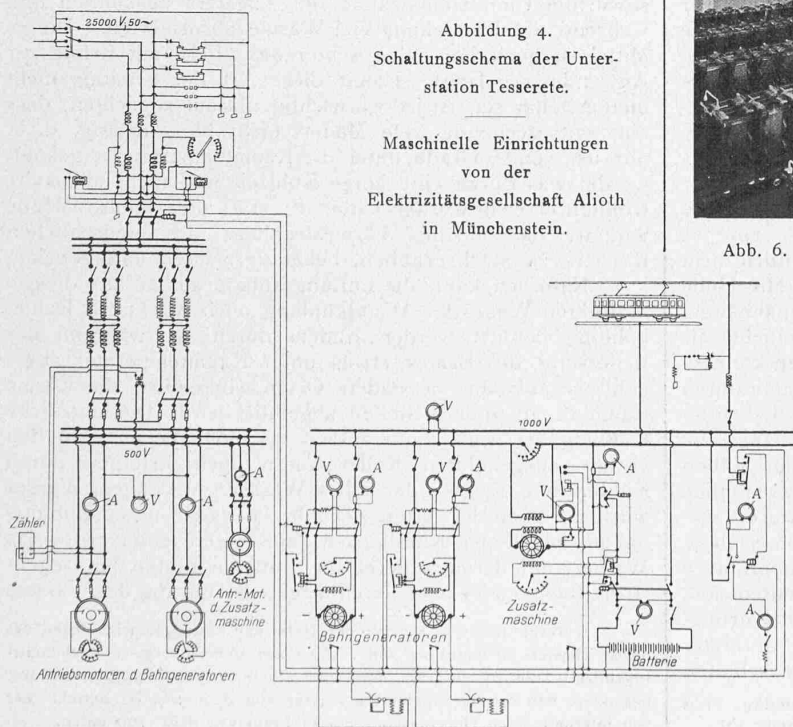 25000 V, 50~
Abbildung 4.
Schaltungsschema der Unter-
station Tesserete.
Maschinelle Einrichtungen
von der
Elektrizitätsgesellschaft Alioth
in Münchenstein.
Abb. 6.
500 V
1000 V
V
V
V
A
A
A
V
A
A
V
A
A
V
A
Zähler
Antr.-Mot.
d. Zusatz-
maschine
Antriebsmotoren d. Bahngeneratoren
Bahngeneratoren
Zusatz-
maschine
Batterie